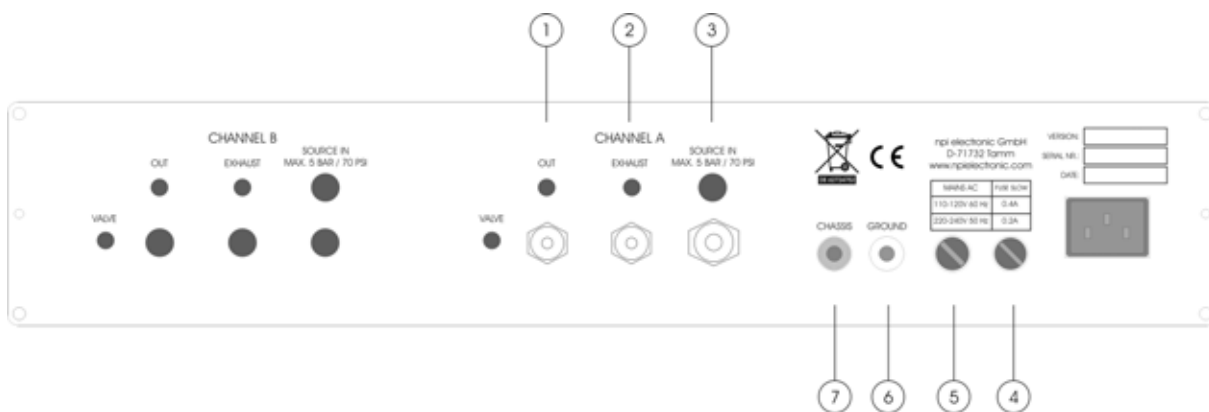 1 2 3
CHANNEL B
OUT EXHAUST SOURCE IN
MAX. 5 BAR / 70 PSI
VALVE
CHANNEL A
OUT EXHAUST SOURCE IN
MAX. 5 BAR / 70 PSI
VALVE
CE
npi electronic GmbH
D-71732 Tamm
www.npielectronic.com
VERSION:
SERIAL NR.:
DATE:
MAINS AC FUSE SLOW
110-120V 60 Hz 0.4A
220-240V 50 Hz 0.2A
CHASSIS GROUND
7 6 5 4